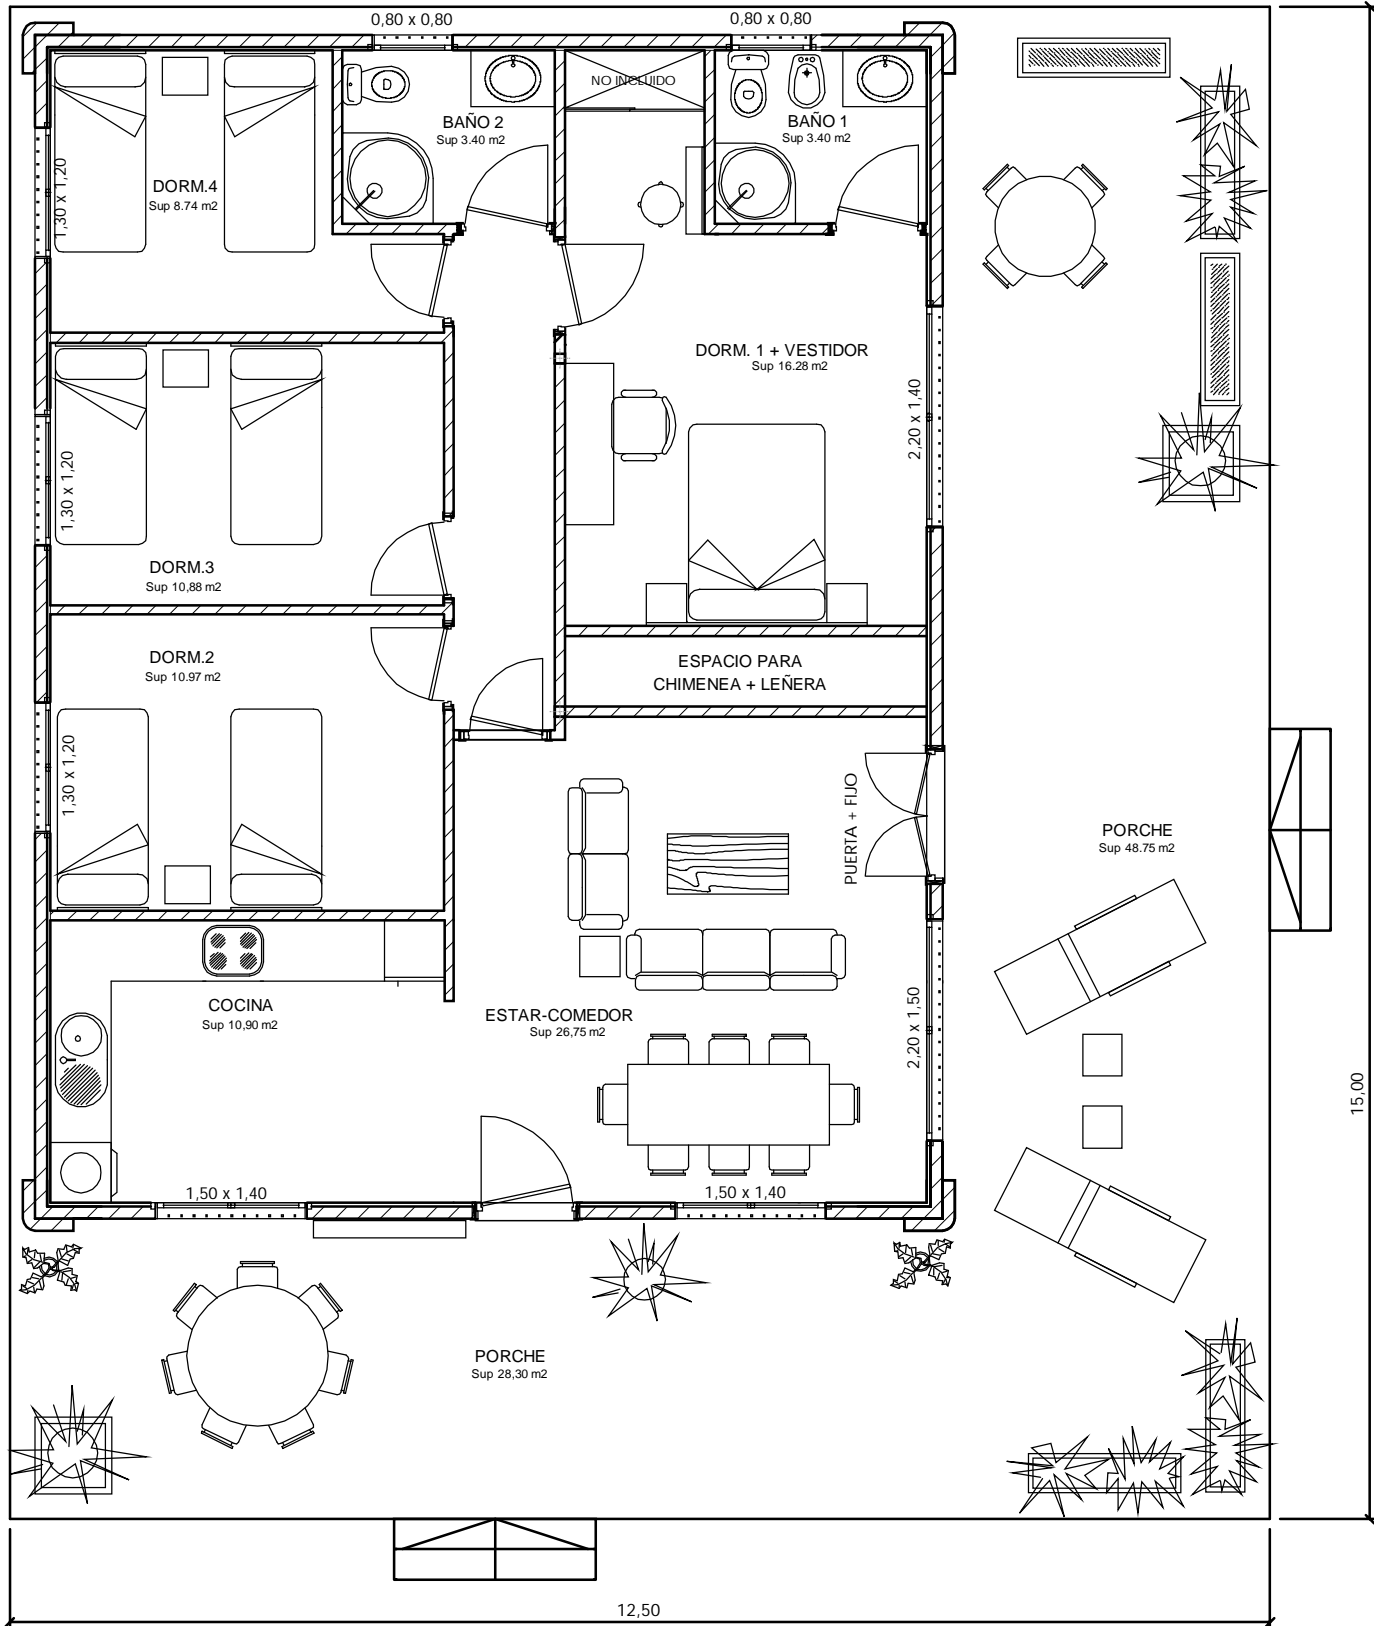 0,80 x 0,80
0,80 x 0,80
NO INCLUIDO
D
BAÑO 2
Sup 3.40 m2
BAÑO 1
Sup 3.40 m2
1,30 x 1,20
DORM.4
Sup 8.74 m2
DORM. 1 + VESTIDOR
Sup 16.28 m2
2,20 x 1,40
1,30 x 1,20
DORM.3
Sup 10,88 m2
DORM.2
Sup 10.97 m2
ESPACIO PARA
CHIMENEA + LEÑERA
1,30 x 1,20
PUERTA + FIJO
PORCHE
Sup 48.75 m2
COCINA
Sup 10,90 m2
ESTAR-COMEDOR
Sup 26,75 m2
2,20 x 1,50
15,00
1,50 x 1,40
1,50 x 1,40
PORCHE
Sup 28,30 m2
12,50